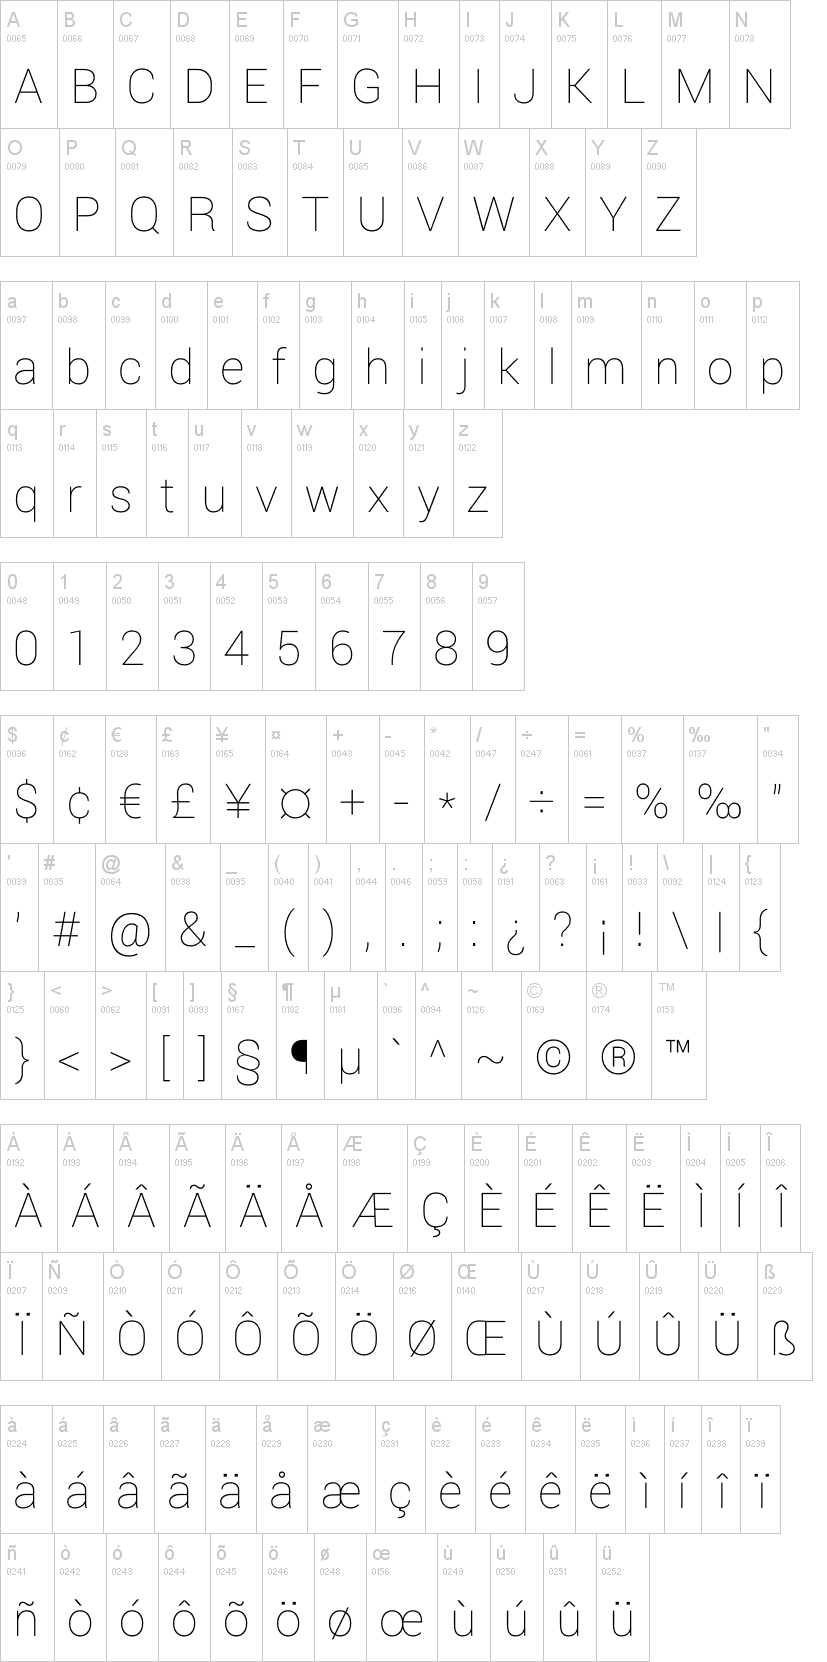 A B C D E F G H I J K L M N
0065 0066 0067 0068 0069 0070 0071 0072 0073 0074 0075 0076 0077 0078
A B C D E F G H I J K L M N
O P Q R S T U V W X Y Z
0079 0080 0081 0082 0083 0084 0085 0086 0087 0088 0089 0090
O P Q R S T U V W X Y Z
a b c d e f g h i j k l m n o p
0097 0098 0099 0100 0101 0102 0103 0104 0105 0106 0107 0108 0109 0110 0111 0112
a b c d e f g h i j k l m n o p
q r s t u v w x y z
0113 0114 0115 0116 0117 0118 0119 0120 0121 0122
q r s t u v w x y z
0 1 2 3 4 5 6 7 8 9
0048 0049 0050 0051 0052 0053 0054 0055 0056 0057
0 1 2 3 4 5 6 7 8 9
$ ¢ € £ ¥ ¤ + - * / ÷ = % ‰ "
0036 0162 0128 0163 0165 0164 0043 0045 0042 0047 0247 0061 0037 0137 0034
$ ¢ € £ ¥ ¤ + - * / ÷ = % ‰ "
' # @ & _ ( ) , . ; : ¿ ? ¡ ! \ | {
0039 0035 0064 0038 0095 0040 0041 0044 0046 0059 0058 0191 0063 0161 0033 0092 0124 0123
' # @ & _ ( ) , . ; : ¿ ? ¡ ! \ | {
} < > [ ] § ¶ µ ` ^ ~ © ® ™
0125 0060 0062 0091 0093 0167 0182 0181 0096 0094 0126 0169 0174 0153
} < > [ ] § ¶ µ ` ^ ~ © ® ™
À Á Â Ã Ä Å Æ Ç È É Ê Ë Ì Í Î
0192 0193 0194 0195 0196 0197 0198 0199 0200 0201 0202 0203 0204 0205 0206
À Á Â Ã Ä Å Æ Ç È É Ê Ë Ì Í Î
Ï Ñ Ò Ó Ô Õ Ö Ø Œ Ù Ú Û Ü ß
0207 0209 0210 0211 0212 0213 0214 0216 0140 0217 0218 0219 0220 0223
Ï Ñ Ò Ó Ô Õ Ö Ø Œ Ù Ú Û Ü ß
à á â ã ä å æ ç è é ê ë ì í î ï
0224 0225 0226 0227 0228 0229 0230 0231 0232 0233 0234 0235 0236 0237 0238 0239
à á â ã ä å æ ç è é ê ë ì í î ï
ñ ò ó ô õ ö ø œ ù ú û ü
0241 0242 0243 0244 0245 0246 0248 0156 0249 0250 0251 0252
ñ ò ó ô õ ö ø œ ù ú û ü